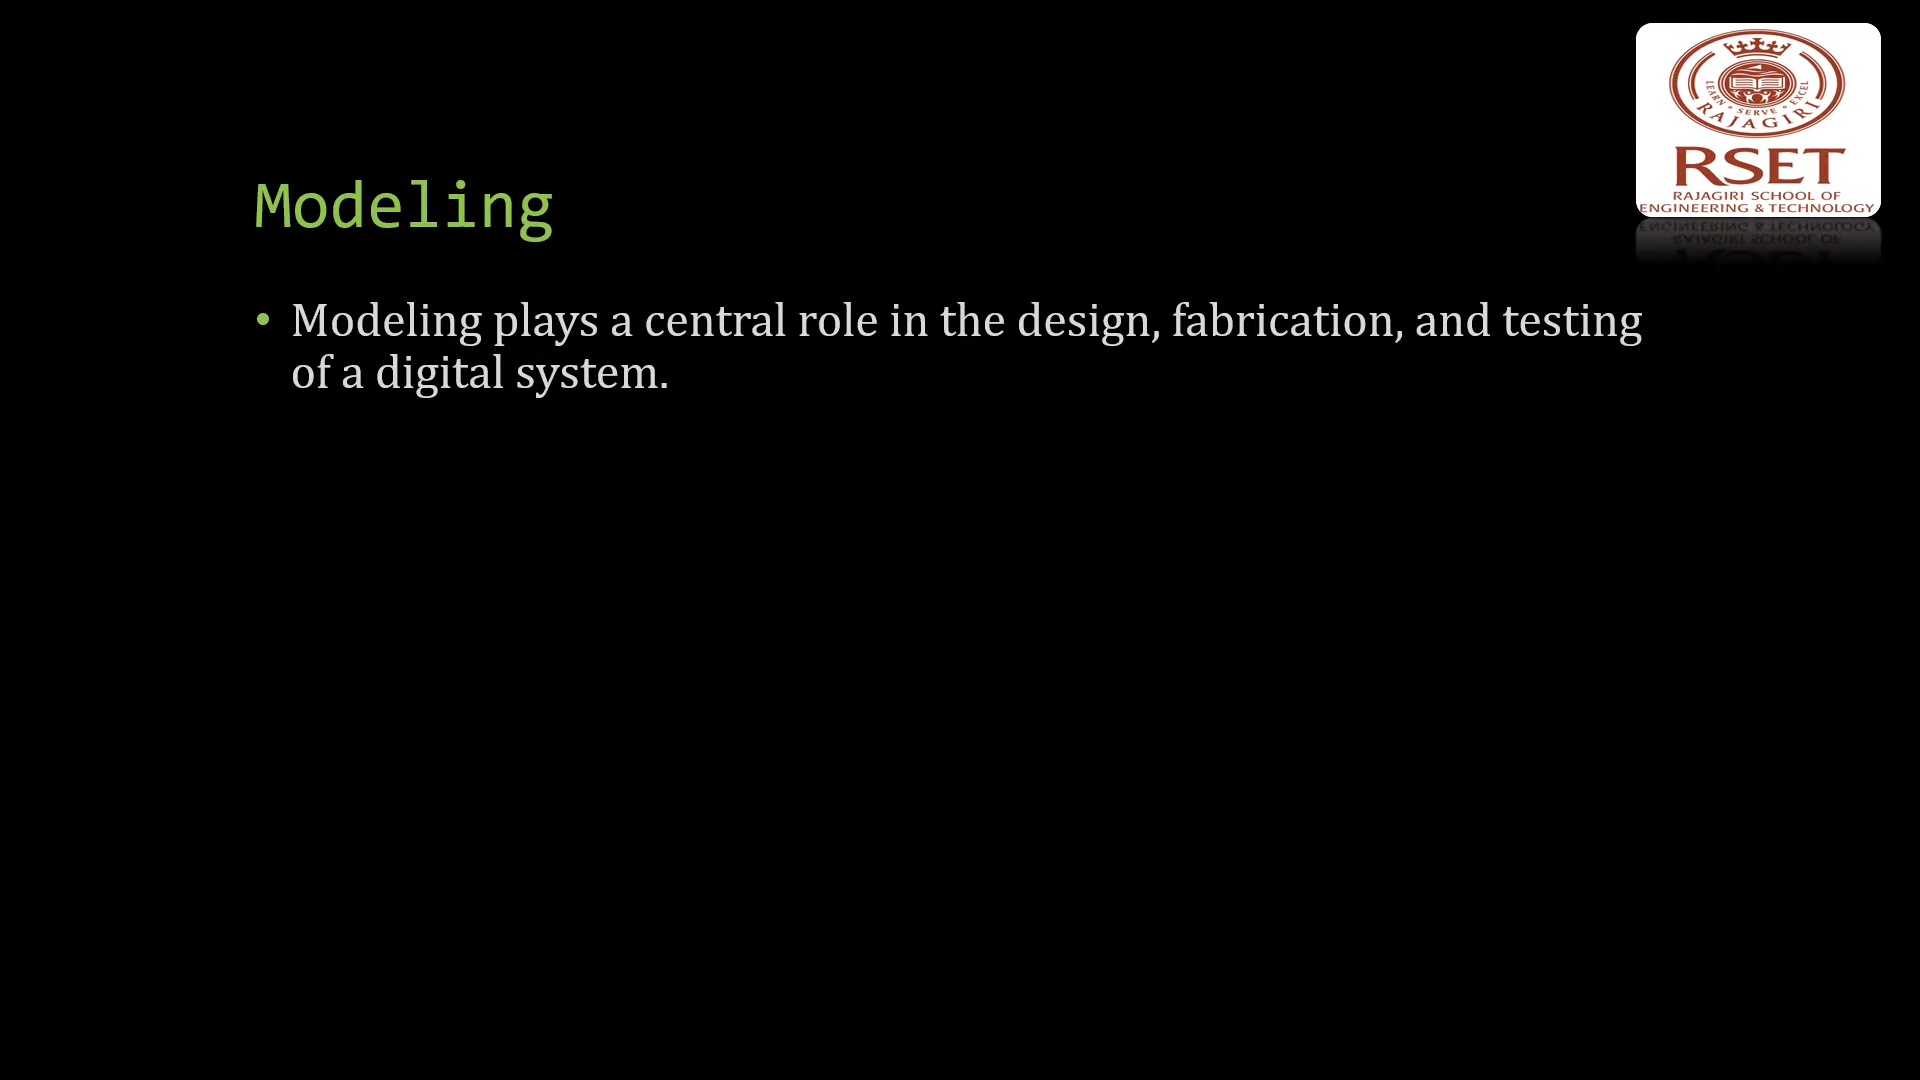 LEARN • SERVE • EXCEL
RAJAGIRI
RSET
RAJAGIRI SCHOOL OF
ENGINEERING & TECHNOLOGY
Modeling
• Modeling plays a central role in the design, fabrication, and testing
of a digital system.